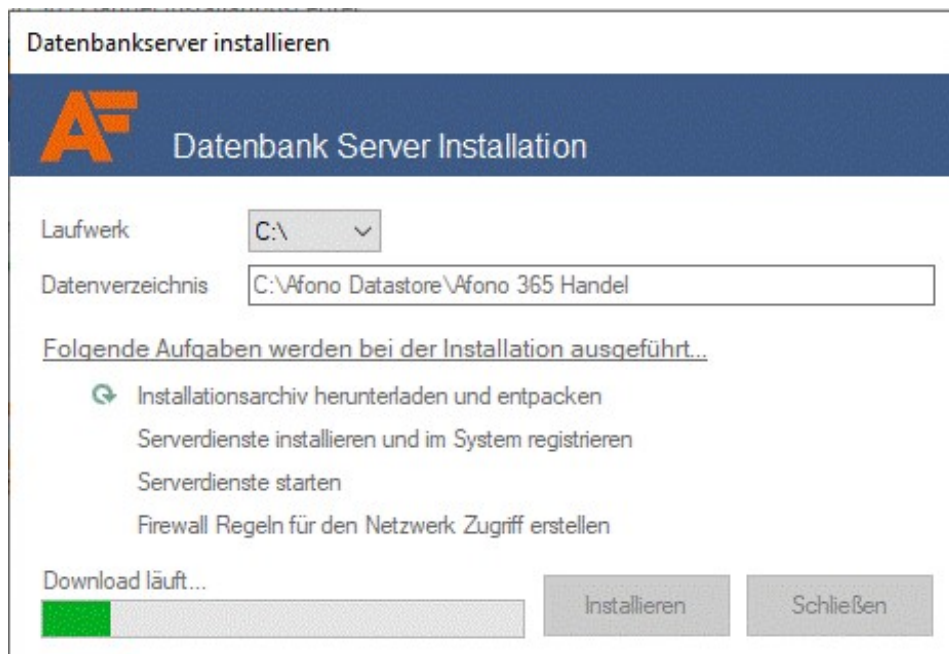 Datenbankserver installieren
AF
Datenbank Server Installation
Laufwerk
C:\
Datenverzeichnis
C:\Afono Datastore\Afono 365 Handel
Folgende Aufgaben werden bei der Installation ausgeführt...
Installationsarchiv herunterladen und entpacken
Serverdienste installieren und im System registrieren
Serverdienste starten
Firewall Regeln für den Netzwerk Zugriff erstellen
Download läuft...
Installieren
Schließen